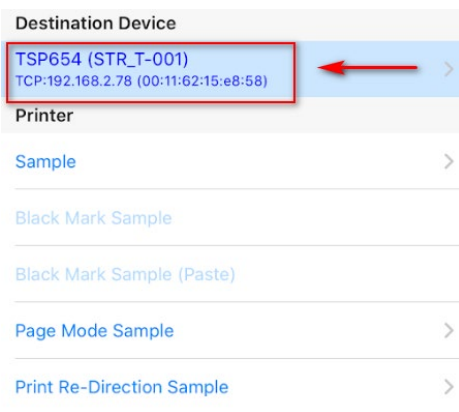 Destination Device
TSP654 (STR_T-001)
TCP:192.168.2.78 (00:11:62:15:e8:58)
Printer
Sample
Black Mark Sample
Black Mark Sample (Paste)
Page Mode Sample
Print Re-Direction Sample